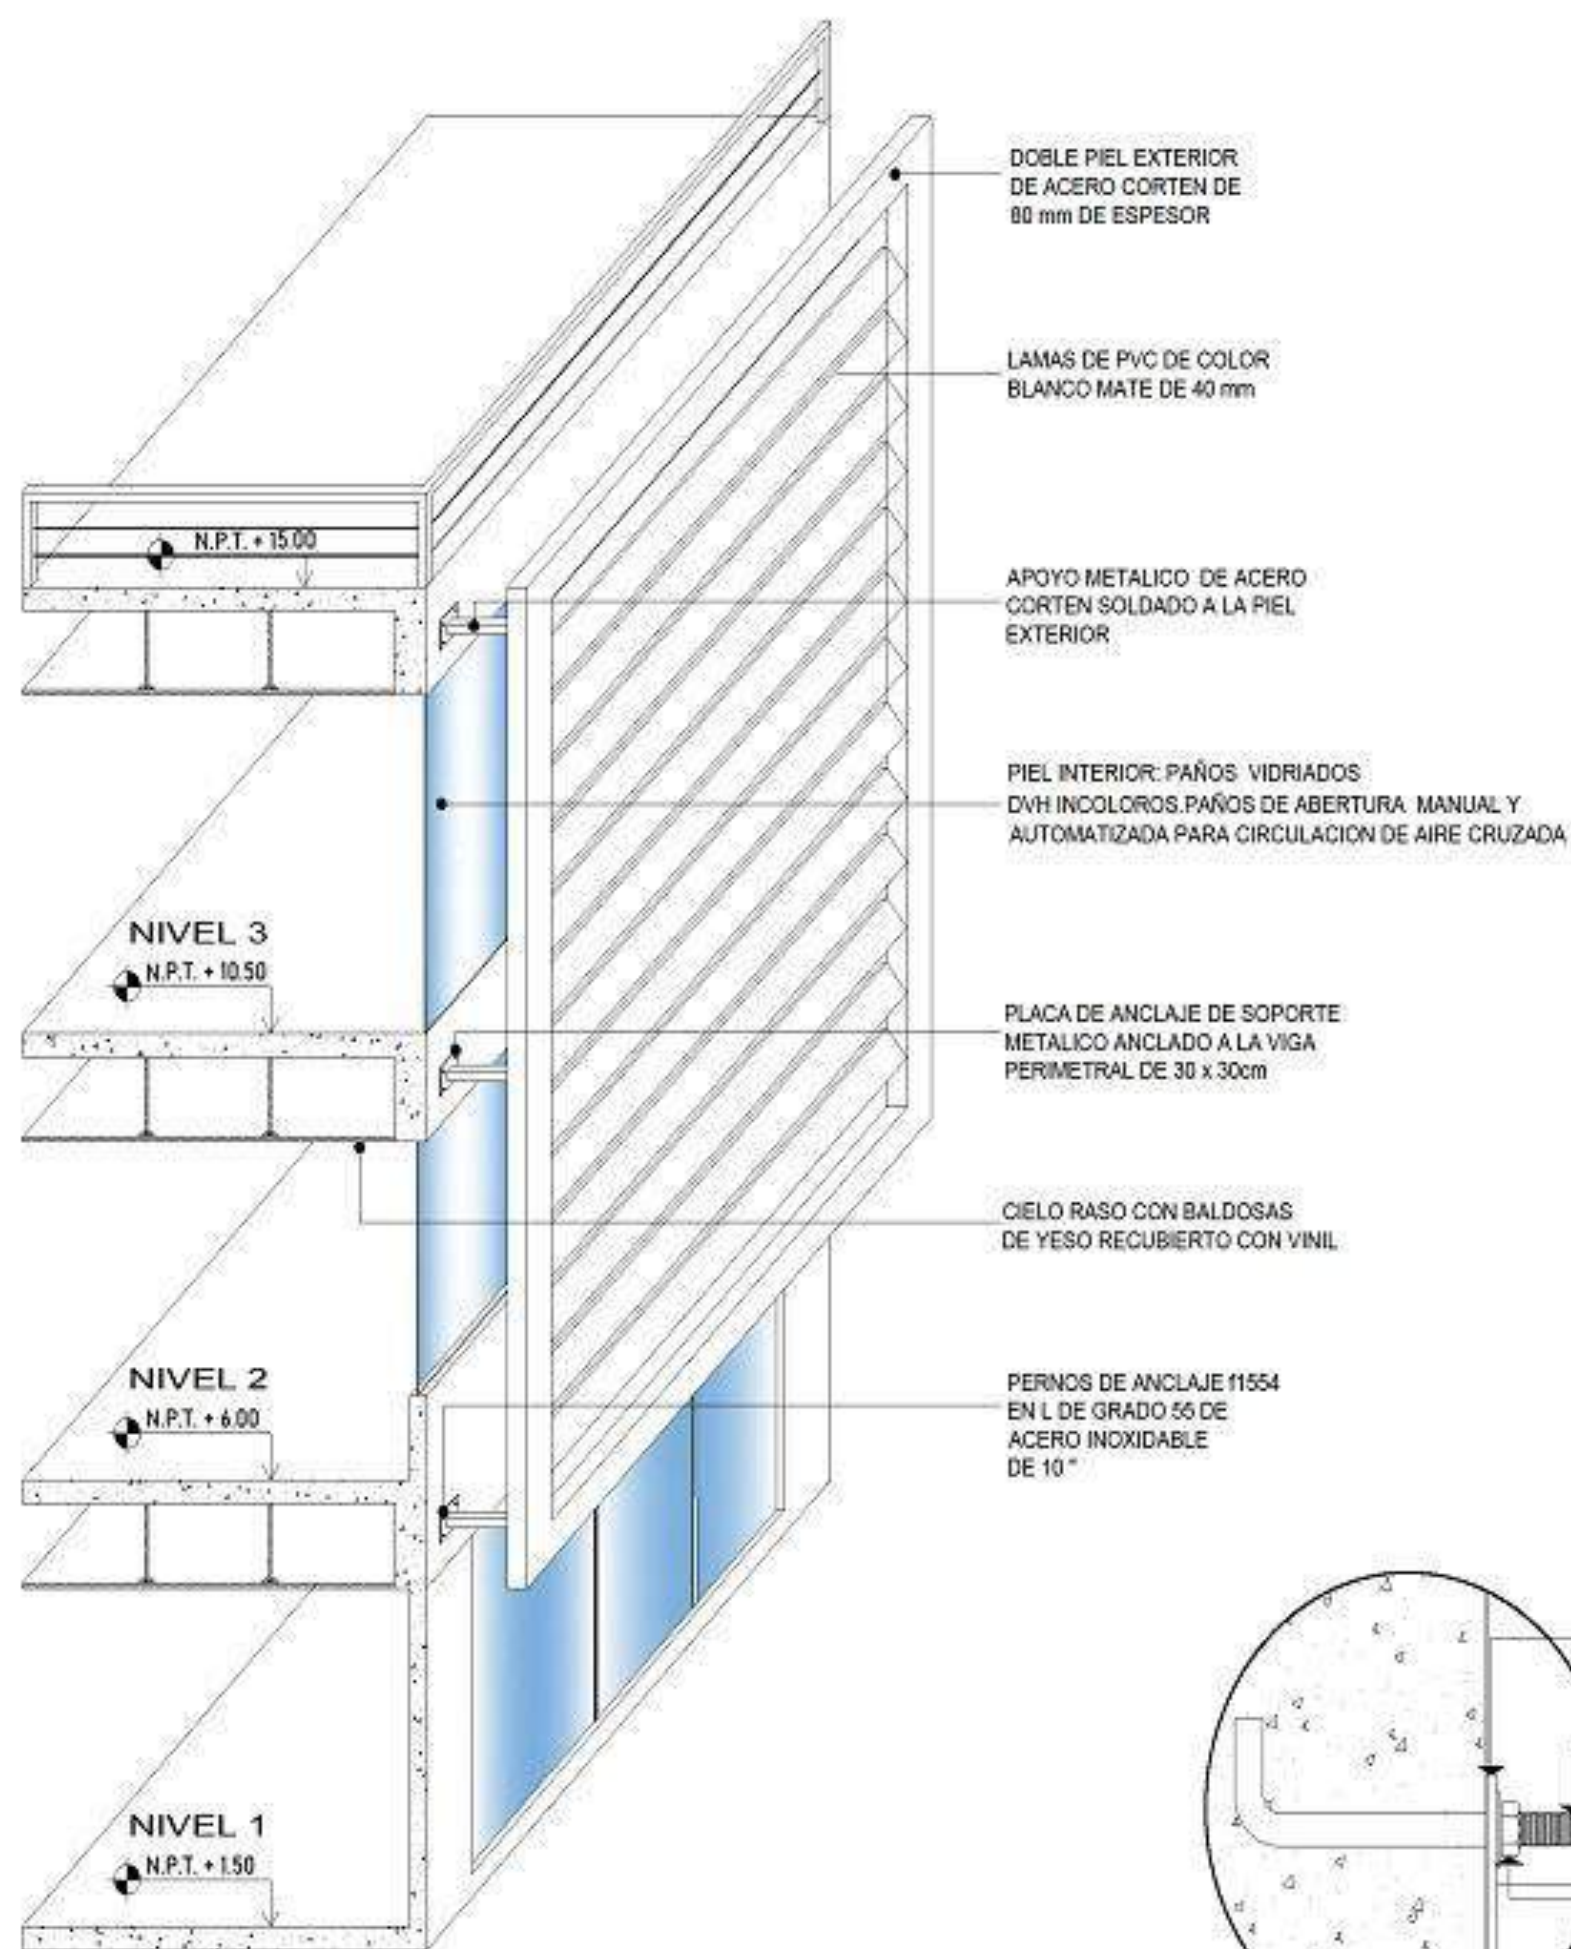 DOBLE PIEL EXTERIOR
DE ACERO CORTEN DE
80 mm DE ESPESOR
LAMAS DE PVC DE COLOR
BLANCO MATE DE 40 mm
N.P.T. + 15.00
APOYO METALICO DE ACERO
CORTEN SOLDADO A LA PIEL
EXTERIOR
PIEL INTERIOR: PAÑOS VIDRIADOS
DVH INCOLOROS.PAÑOS DE ABERTURA MANUAL Y
AUTOMATIZADA PARA CIRCULACION DE AIRE CRUZADA
NIVEL 3
N.P.T. + 10.50
PLACA DE ANCLAJE DE SOPORTE
METALICO ANCLADO A LA VIGA
PERIMETRAL DE 30 x 30cm
CIELO RASO CON BALDOSAS
DE YESO RECUBIERTO CON VINIL
NIVEL 2
N.P.T. + 6.00
PERNOS DE ANCLAJE f1554
EN L DE GRADO 55 DE
ACERO INOXIDABLE
DE 10 "
NIVEL 1
N.P.T. + 1.50